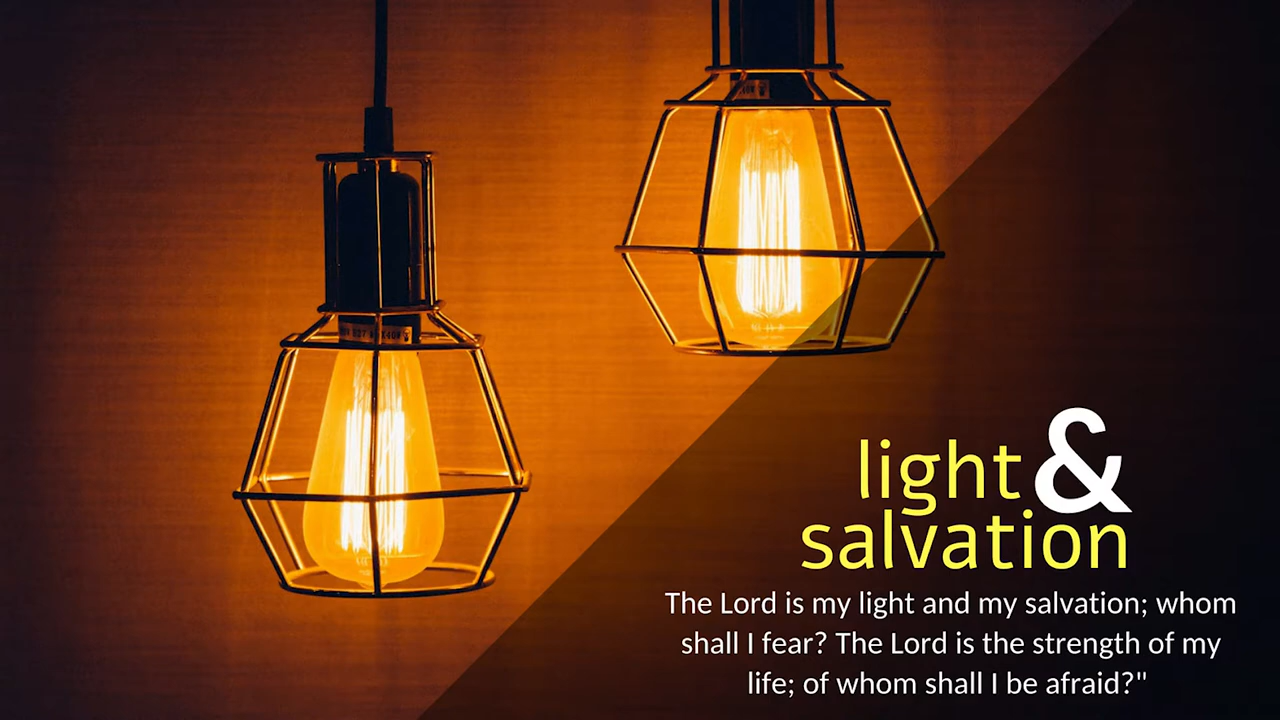 light &
salvation
The Lord is my light and my salvation; whom
shall I fear? The Lord is the strength of my
life; of whom shall I be afraid?"